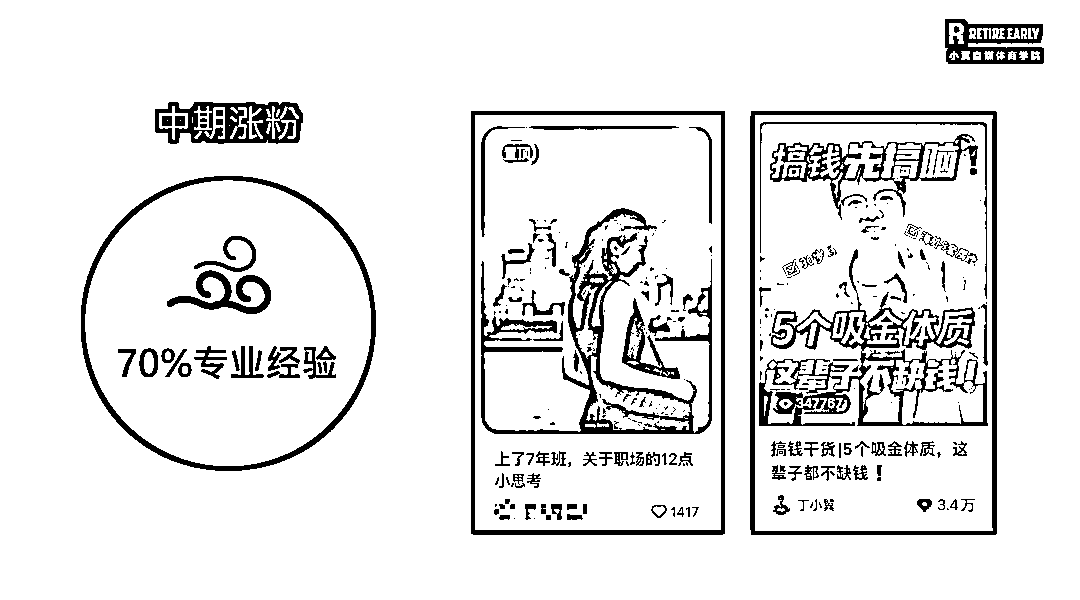 RETIRE EARLY
小翼自媒体商学院
中期涨粉
70%专业经验
置顶
上了7年班，关于职场的12点
小思考
1417
搞钱先搞脑！
5个吸金体质
这辈子不缺钱！
347767
搞钱干货|5个吸金体质，这
辈子都不缺钱！
丁小翼
3.4万